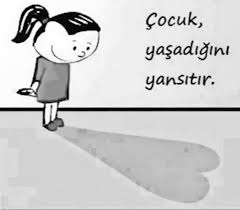 Çocuk,
yaşadığını
yansıtır.